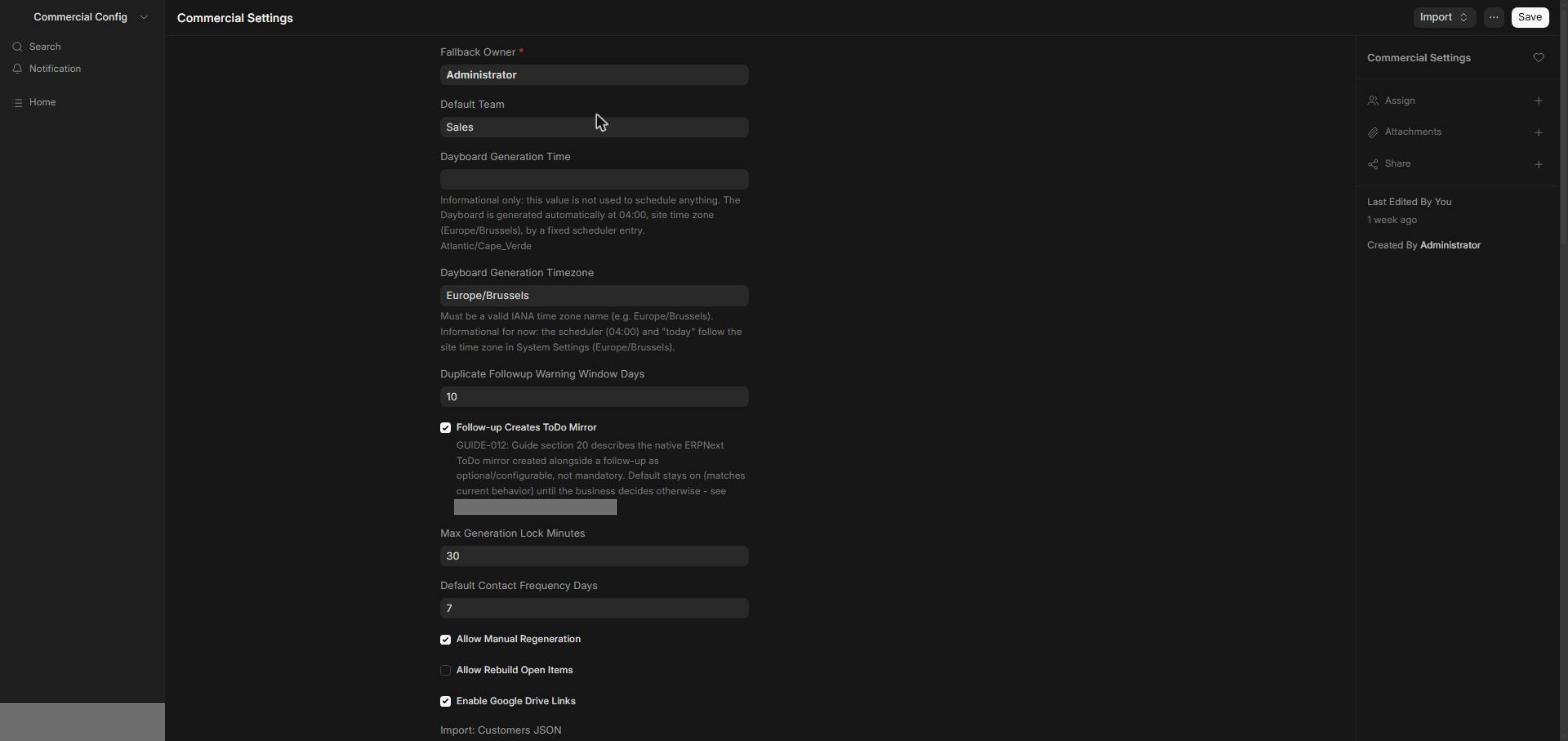 Commercial Config
Search
Notification
Home
Commercial Settings
Import
Save
Fallback Owner *
Administrator
Default Team
Sales
Dayboard Generation Time
Informational only: this value is not used to schedule anything. The
Dayboard is generated automatically at 04:00, site time zone
(Europe/Brussels), by a fixed scheduler entry.
Atlantic/Cape_Verde
Dayboard Generation Timezone
Europe/Brussels
Must be a valid IANA time zone name (e.g. Europe/Brussels).
Informational for now: the scheduler (04:00) and "today" follow the
site time zone in System Settings (Europe/Brussels).
Duplicate Followup Warning Window Days
10
Follow-up Creates ToDo Mirror
GUIDE-012: Guide section 20 describes the native ERPNext
ToDo mirror created alongside a follow-up as
optional/configurable, not mandatory. Default stays on (matches
current behavior) until the business decides otherwise - see
Max Generation Lock Minutes
30
Default Contact Frequency Days
7
Allow Manual Regeneration
Allow Rebuild Open Items
Enable Google Drive Links
Import: Customers JSON
Commercial Settings
Assign
Attachments
Share
Last Edited By You
1 week ago
Created By Administrator